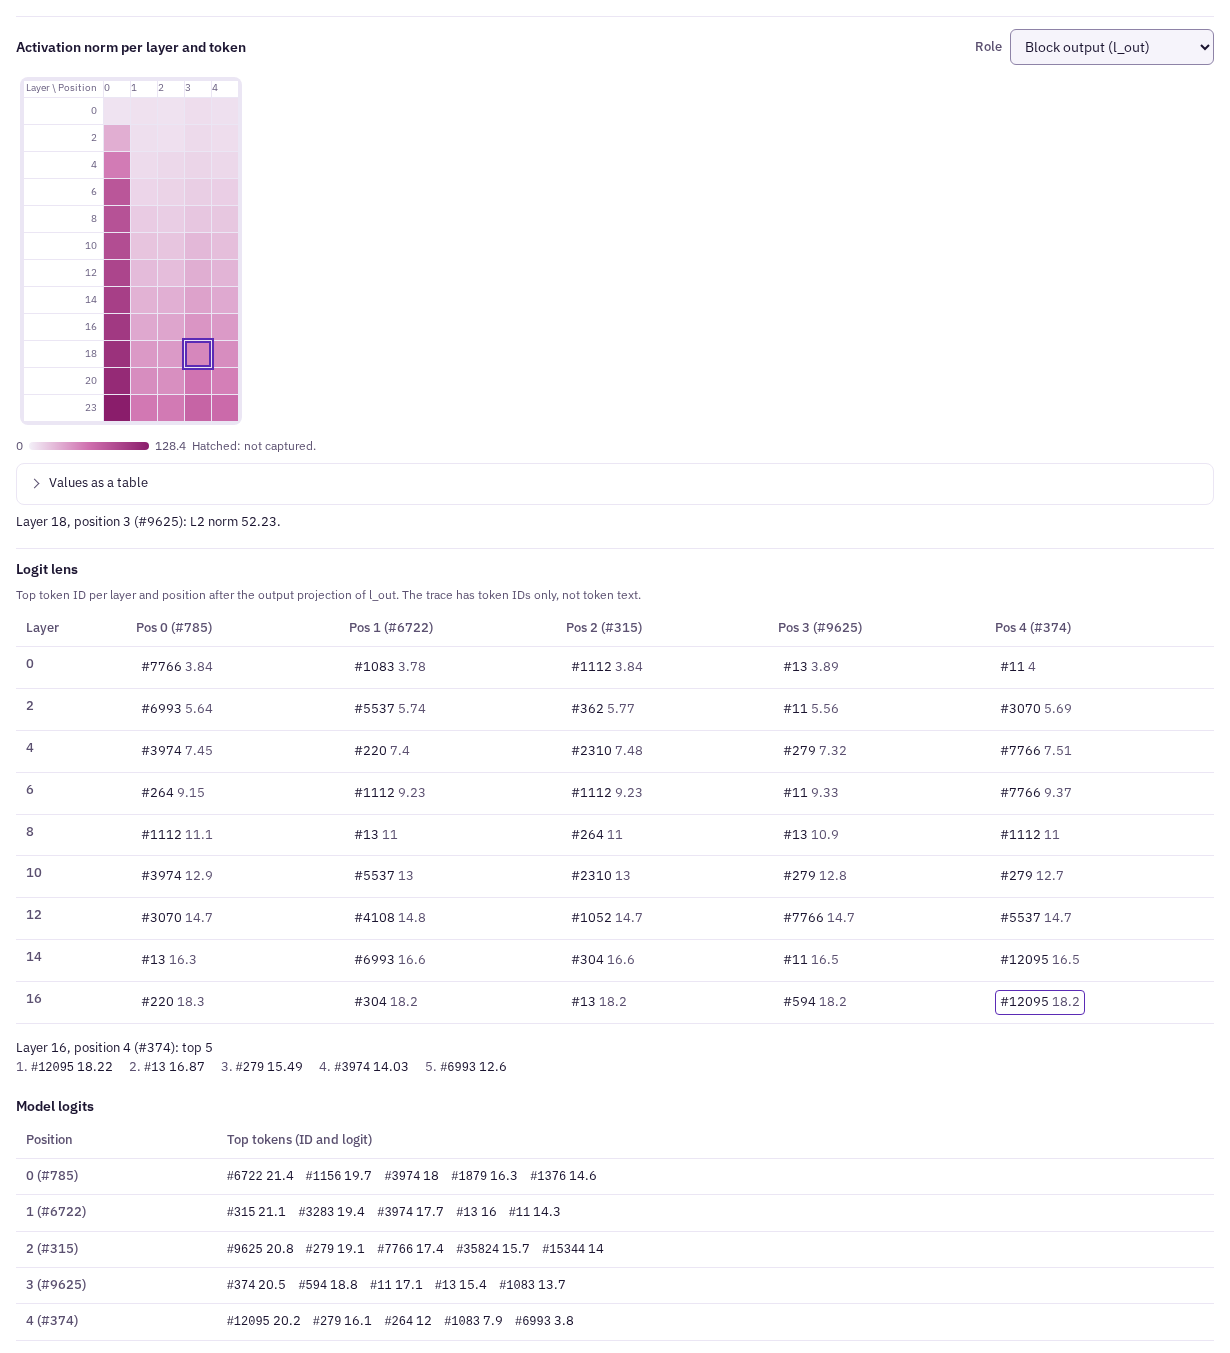 Activation norm per layer and token
Role Block output (l_out)
Layer \ Position 0 1 2 3 4
0
2
4
6
8
10
12
14
16
18
20
23
0 128.4 Hatched: not captured.
Values as a table
Layer 18, position 3 (#9625): L2 norm 52.23.
Logit lens
Top token ID per layer and position after the output projection of l_out. The trace has token IDs only, not token text.
Layer Pos 0 (#785) Pos 1 (#6722) Pos 2 (#315) Pos 3 (#9625) Pos 4 (#374)
0 #7766 3.84 #1083 3.78 #1112 3.84 #13 3.89 #11 4
2 #6993 5.64 #5537 5.74 #362 5.77 #11 5.56 #3070 5.69
4 #3974 7.45 #220 7.4 #2310 7.48 #279 7.32 #7766 7.51
6 #264 9.15 #1112 9.23 #1112 9.23 #11 9.33 #7766 9.37
8 #1112 11.1 #13 11 #264 11 #13 10.9 #1112 11
10 #3974 12.9 #5537 13 #2310 13 #279 12.8 #279 12.7
12 #3070 14.7 #4108 14.8 #1052 14.7 #7766 14.7 #5537 14.7
14 #13 16.3 #6993 16.6 #304 16.6 #11 16.5 #12095 16.5
16 #220 18.3 #304 18.2 #13 18.2 #594 18.2 #12095 18.2
Layer 16, position 4 (#374): top 5
1. #12095 18.22 2. #13 16.87 3. #279 15.49 4. #3974 14.03 5. #6993 12.6
Model logits
Position Top tokens (ID and logit)
0 (#785) #6722 21.4 #1156 19.7 #3974 18 #1879 16.3 #1376 14.6
1 (#6722) #315 21.1 #3283 19.4 #3974 17.7 #13 16 #11 14.3
2 (#315) #9625 20.8 #279 19.1 #7766 17.4 #35824 15.7 #15344 14
3 (#9625) #374 20.5 #594 18.8 #11 17.1 #13 15.4 #1083 13.7
4 (#374) #12095 20.2 #279 16.1 #264 12 #1083 7.9 #6993 3.8